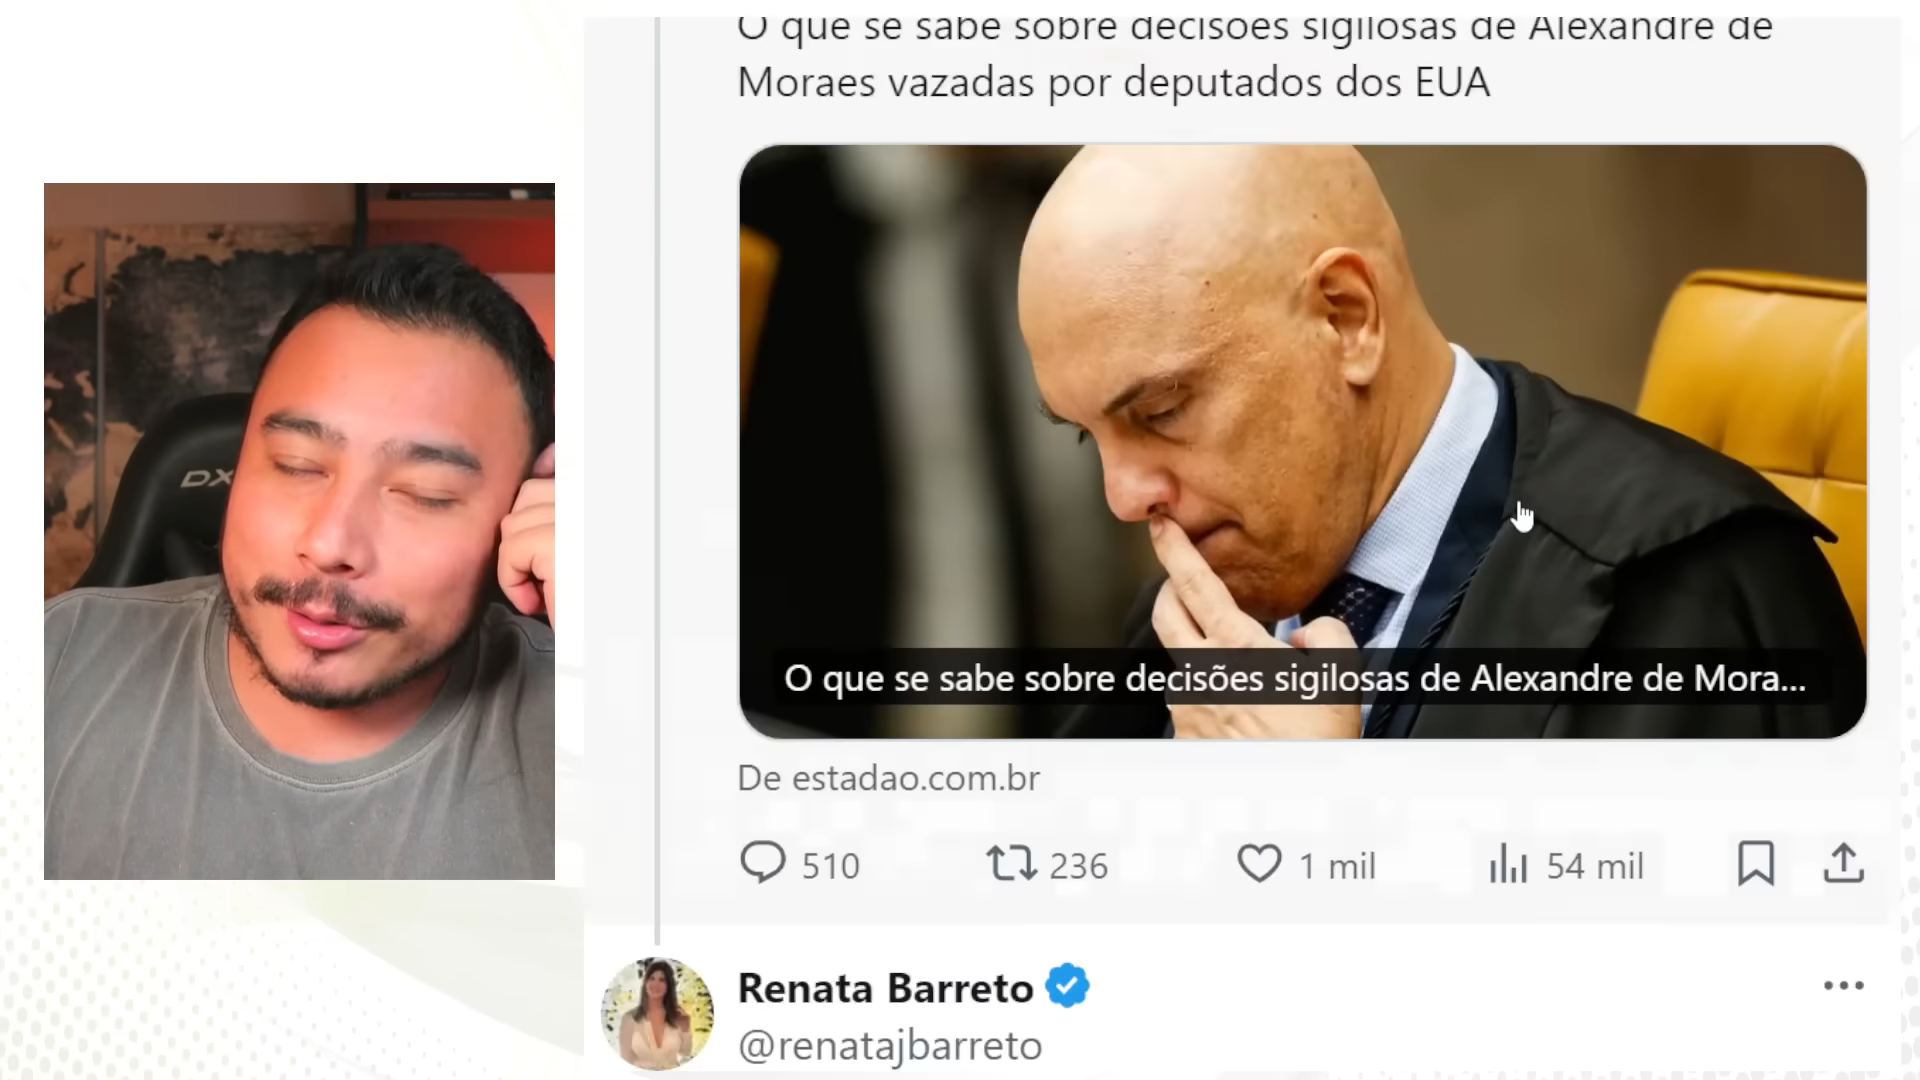 O que se sabe sobre decisões sigilosas de Alexandre de
Moraes vazadas por deputados dos EUA
DX
O que se sabe sobre decisões sigilosas de Alexandre de Mora...
De estadao.com.br
510 236 1 mil 54 mil
Renata Barreto
@renatajbarreto